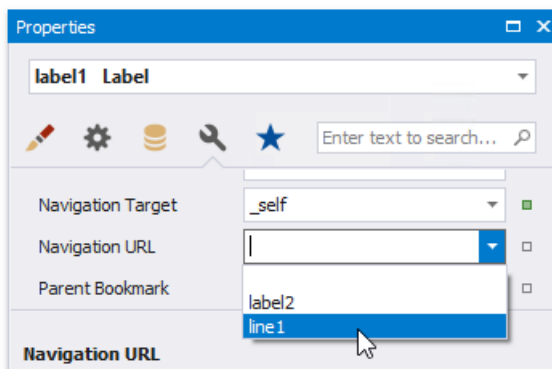 Properties
label1 Label
Enter text to search...
Navigation Target _self
Navigation URL
Parent Bookmark
label2
line1
Navigation URL